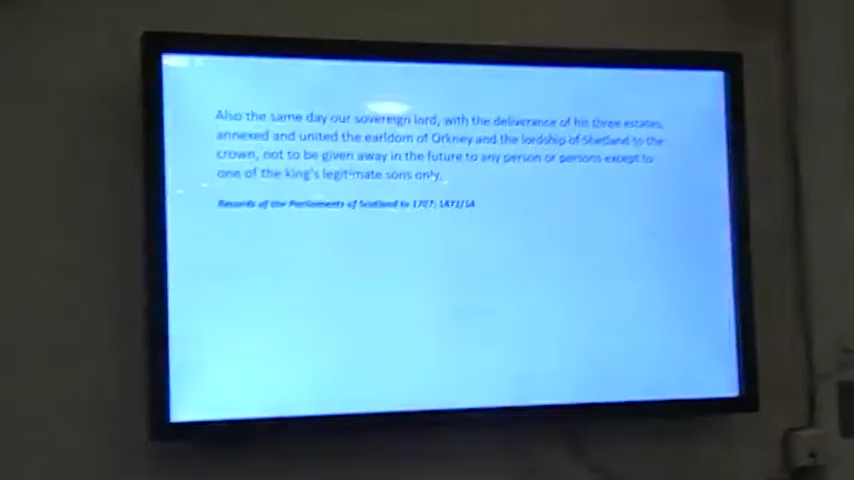 Also the same day our sovereign lord, with the deliverance of his three estates,
annexed and united the earldom of Orkney and the lordship of Shetland to the
crown, not to be given away in the future to any person or persons except to
one of the king's legitimate sons only.
Records of the Parliaments of Scotland to 1707; 1471/14